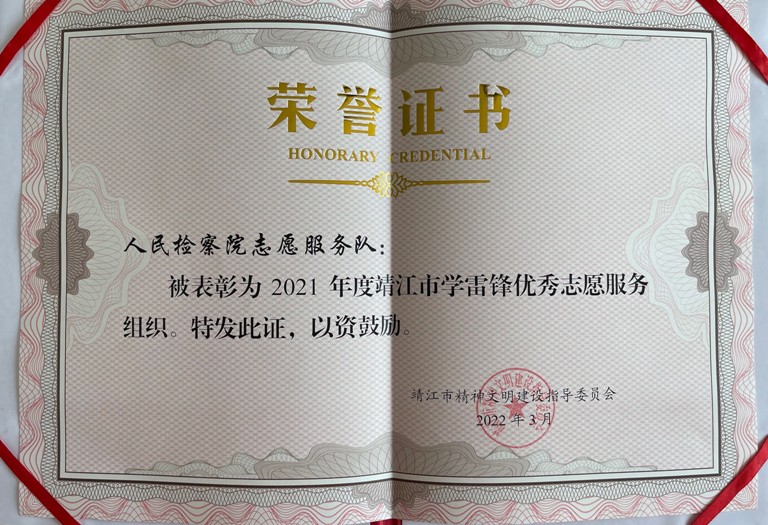 荣誉证书
HONORARY CREDENTIAL
人民检察院志愿服务队：
被表彰为 2021 年度靖江市学雷锋优秀志愿服务
组织。特发此证，以资鼓励。
靖江市精神文明建设指导委员会
2022 年 3 月